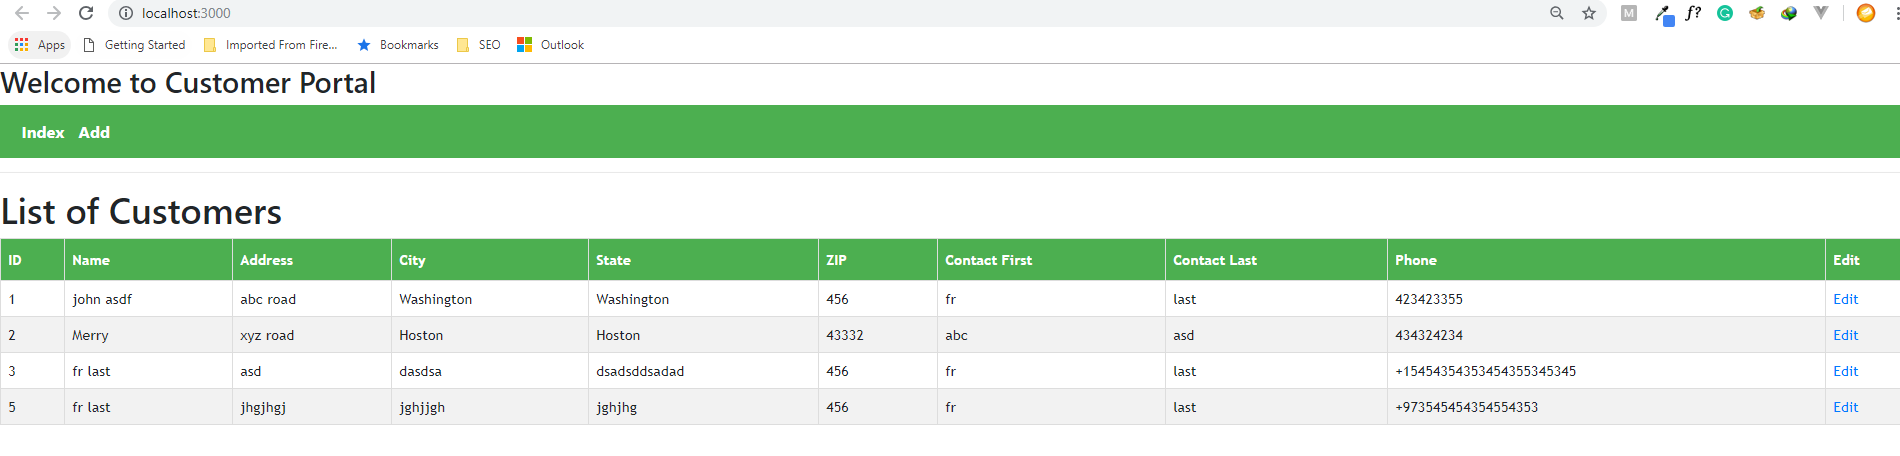 localhost:3000
Apps Getting Started Imported From Fire... Bookmarks SEO Outlook
Welcome to Customer Portal
Index Add
List of Customers
ID Name Address City State ZIP Contact First Contact Last Phone Edit
1 john asdf abc road Washington Washington 456 fr last 423423355 Edit
2 Merry xyz road Hoston Hoston 43332 abc asd 434324234 Edit
3 fr last asd dasdsa dsadsddsadad 456 fr last +15454354353454355345345 Edit
5 fr last jhgjhgj jghjjgh jghjhg 456 fr last +973545454354554353 Edit